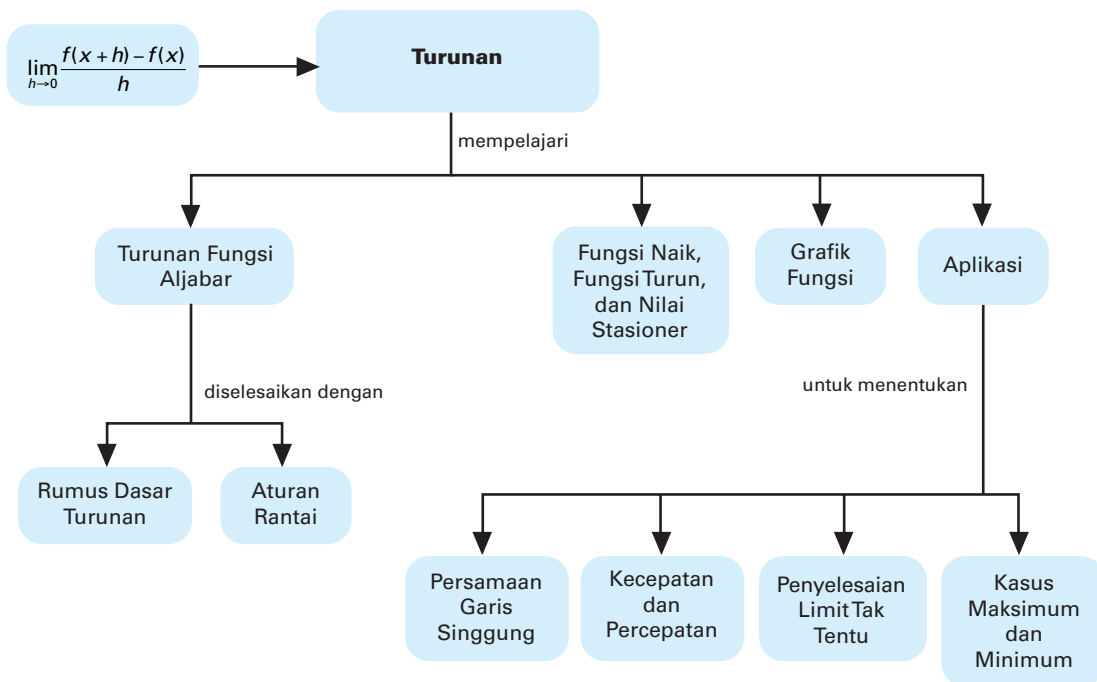 lim h→0 f(x + h) – f(x) / h
Turunan
mempelajari
Turunan Fungsi
Aljabar
Fungsi Naik,
Fungsi Turun,
dan Nilai
Stasioner
Grafik
Fungsi
Aplikasi
diselesaikan dengan
untuk menentukan
Rumus Dasar
Turunan
Aturan
Rantai
Persamaan
Garis
Singgung
Kecepatan
dan
Percepatan
Penyelesaian
Limit Tak
Tentu
Kasus
Maksimum
dan
Minimum